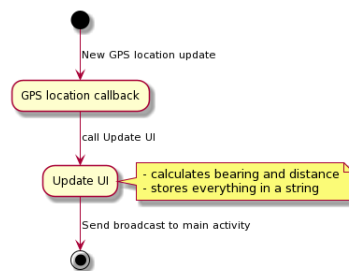 New GPS location update
GPS location callback
call Update UI
Update UI
- calculates bearing and distance
- stores everything in a string
Send broadcast to main activity